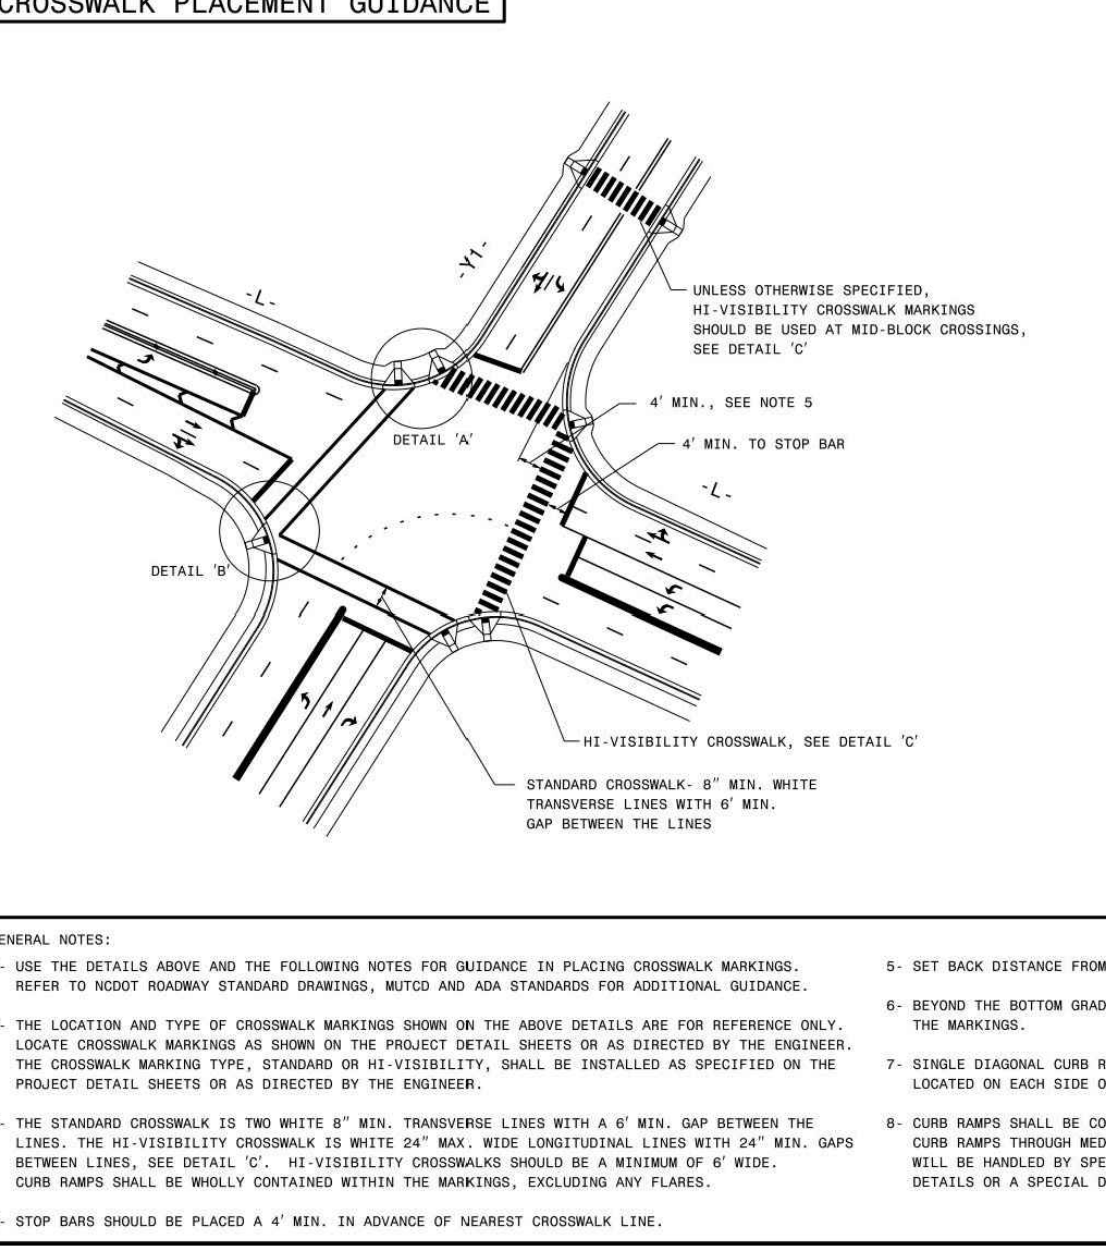 CROSSWALK PLACEMENT GUIDANCE
-Y1-
-L-
UNLESS OTHERWISE SPECIFIED,
HI-VISIBILITY CROSSWALK MARKINGS
SHOULD BE USED AT MID-BLOCK CROSSINGS,
SEE DETAIL 'C'
4' MIN., SEE NOTE 5
DETAIL 'A'
4' MIN. TO STOP BAR
-L-
DETAIL 'B'
HI-VISIBILITY CROSSWALK, SEE DETAIL 'C'
STANDARD CROSSWALK- 8" MIN. WHITE
TRANSVERSE LINES WITH 6' MIN.
GAP BETWEEN THE LINES
ENERAL NOTES:
- USE THE DETAILS ABOVE AND THE FOLLOWING NOTES FOR GUIDANCE IN PLACING CROSSWALK MARKINGS.
REFER TO NCDOT ROADWAY STANDARD DRAWINGS, MUTCD AND ADA STANDARDS FOR ADDITIONAL GUIDANCE.
- THE LOCATION AND TYPE OF CROSSWALK MARKINGS SHOWN ON THE ABOVE DETAILS ARE FOR REFERENCE ONLY.
LOCATE CROSSWALK MARKINGS AS SHOWN ON THE PROJECT DETAIL SHEETS OR AS DIRECTED BY THE ENGINEER.
THE CROSSWALK MARKING TYPE, STANDARD OR HI-VISIBILITY, SHALL BE INSTALLED AS SPECIFIED ON THE
PROJECT DETAIL SHEETS OR AS DIRECTED BY THE ENGINEER.
- THE STANDARD CROSSWALK IS TWO WHITE 8" MIN. TRANSVERSE LINES WITH A 6' MIN. GAP BETWEEN THE
LINES. THE HI-VISIBILITY CROSSWALK IS WHITE 24" MAX. WIDE LONGITUDINAL LINES WITH 24" MIN. GAPS
BETWEEN LINES, SEE DETAIL 'C'. HI-VISIBILITY CROSSWALKS SHOULD BE A MINIMUM OF 6' WIDE.
CURB RAMPS SHALL BE WHOLLY CONTAINED WITHIN THE MARKINGS, EXCLUDING ANY FLARES.
- STOP BARS SHOULD BE PLACED A 4' MIN. IN ADVANCE OF NEAREST CROSSWALK LINE.
5- SET BACK DISTANCE FROM
6- BEYOND THE BOTTOM GRAD
THE MARKINGS.
7- SINGLE DIAGONAL CURB R
LOCATED ON EACH SIDE O
8- CURB RAMPS SHALL BE CO
CURB RAMPS THROUGH MED
WILL BE HANDLED BY SPE
DETAILS OR A SPECIAL D